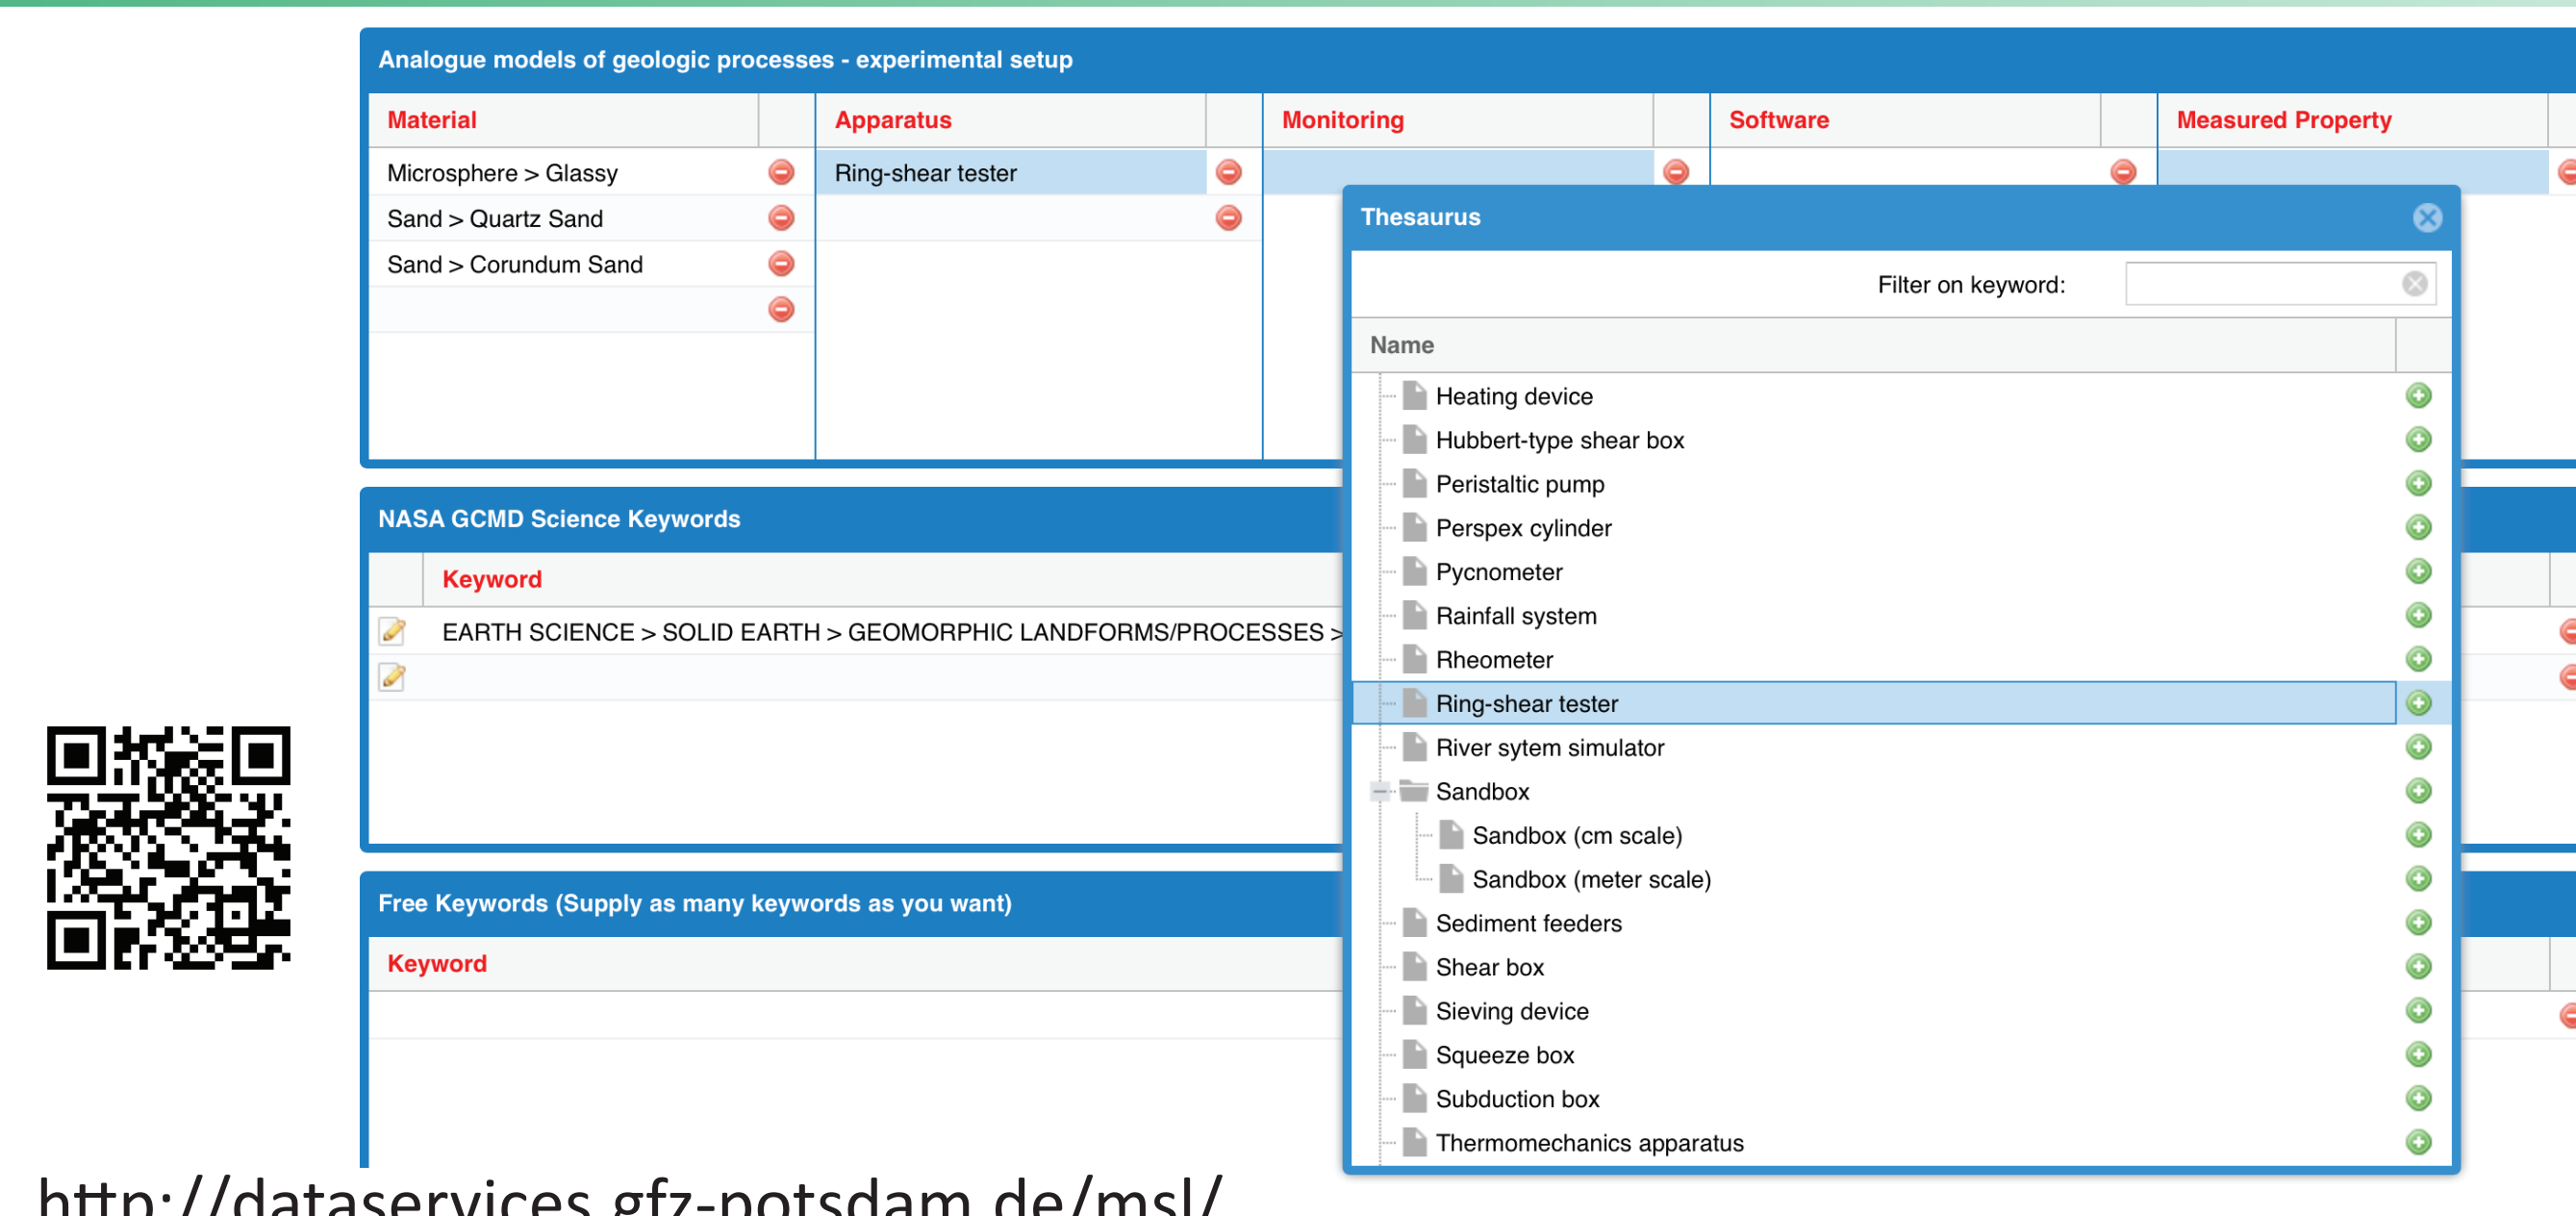 Analogue models of geologic processes - experimental setup
Material Apparatus Monitoring Software Measured Property
Microsphere > Glassy Ring-shear tester
Sand > Quartz Sand
Sand > Corundum Sand
Thesaurus
Filter on keyword:
Name
Heating device
Hubbert-type shear box
Peristaltic pump
Perspex cylinder
Pycnometer
Rainfall system
Rheometer
Ring-shear tester
River sytem simulator
Sandbox
Sandbox (cm scale)
Sandbox (meter scale)
Sediment feeders
Shear box
Sieving device
Squeeze box
Subduction box
Thermomechanics apparatus
NASA GCMD Science Keywords
Keyword
EARTH SCIENCE > SOLID EARTH > GEOMORPHIC LANDFORMS/PROCESSES >
Free Keywords (Supply as many keywords as you want)
Keyword
http://dataservices.gfz-potsdam.de/msl/